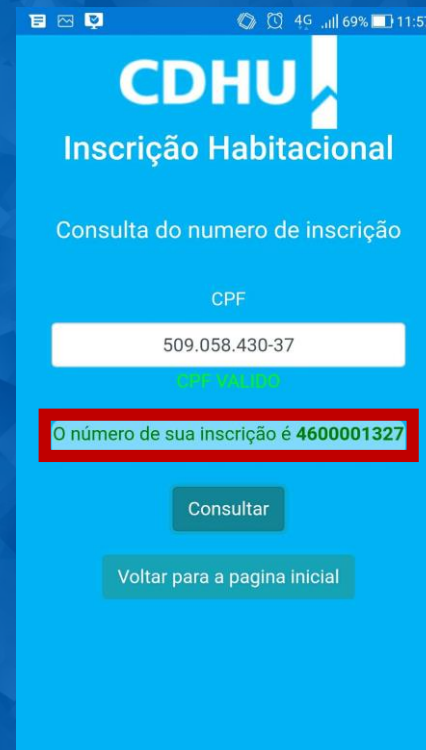 4G 69% 11:57
CDHU
Inscrição Habitacional
Consulta do numero de inscrição
CPF
509.058.430-37
CPF VALIDO
O número de sua inscrição é 4600001327
Consultar
Voltar para a pagina inicial